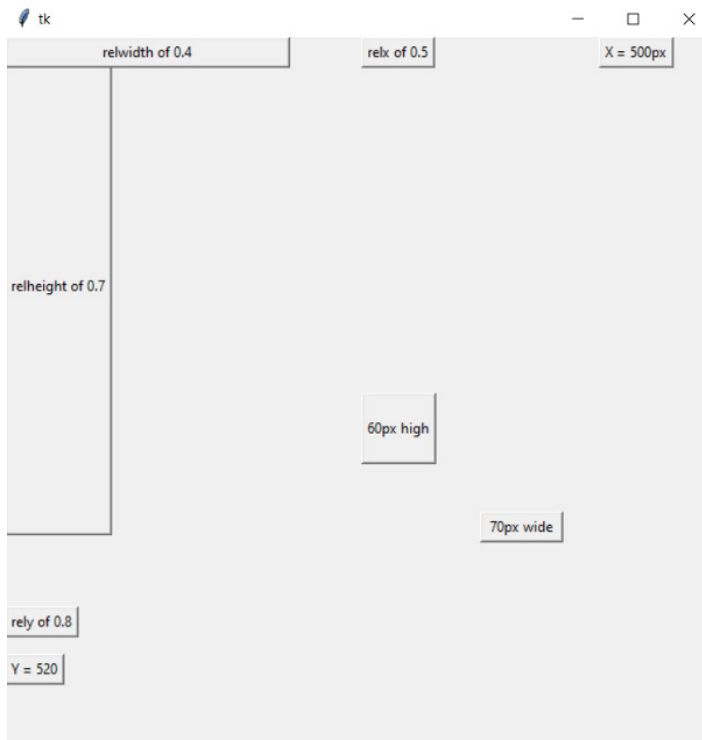 tk
relwidth of 0.4
relx of 0.5
X = 500px
relheight of 0.7
60px high
70px wide
rely of 0.8
Y = 520